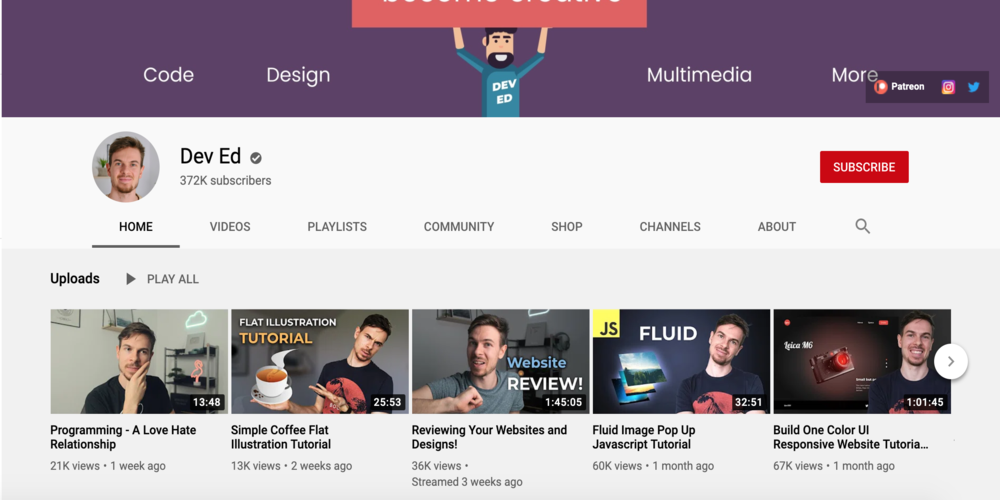 become creative
Code Design Multimedia More
DEV
ED
Patreon
Dev Ed
372K subscribers
SUBSCRIBE
HOME VIDEOS PLAYLISTS COMMUNITY SHOP CHANNELS ABOUT
Uploads PLAY ALL
13:48
FLAT ILLUSTRATION
TUTORIAL
25:53
Website
REVIEW!
1:45:05
JS FLUID
32:51
Leica M6
1:01:45
Programming - A Love Hate
Relationship
21K views • 1 week ago
Simple Coffee Flat
Illustration Tutorial
13K views • 2 weeks ago
Reviewing Your Websites and
Designs!
36K views •
Streamed 3 weeks ago
Fluid Image Pop Up
Javascript Tutorial
60K views • 1 month ago
Build One Color UI
Responsive Website Tutoria...
67K views • 1 month ago